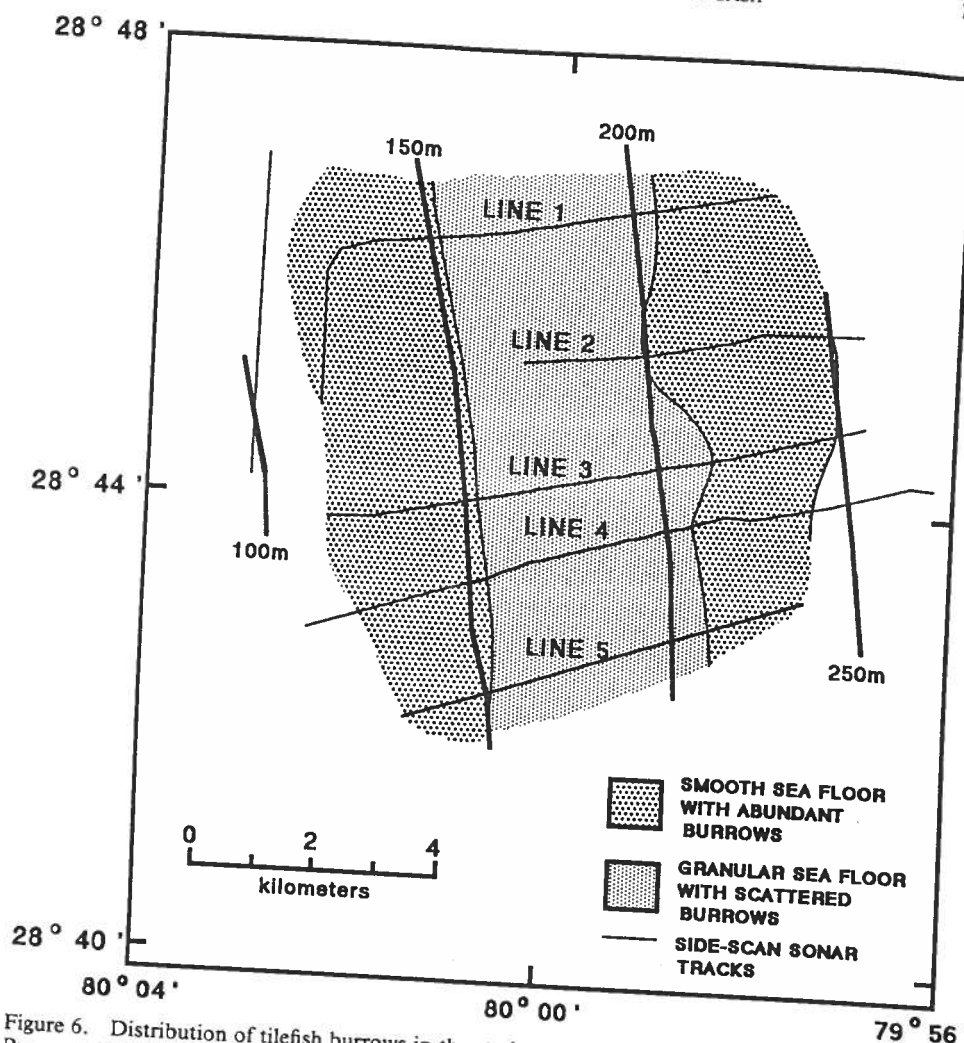 28° 48'
150m
200m
LINE 1
LINE 2
LINE 3
28° 44'
LINE 4
100m
LINE 5
250m
SMOOTH SEA FLOOR
WITH ABUNDANT
BURROWS
0 2 4
kilometers
GRANULAR SEA FLOOR
WITH SCATTERED
BURROWS
28° 40'
SIDE-SCAN SONAR
TRACKS
80° 04'
80° 00'
79° 56
Figure 6. Distribution of tilefish burrows in the